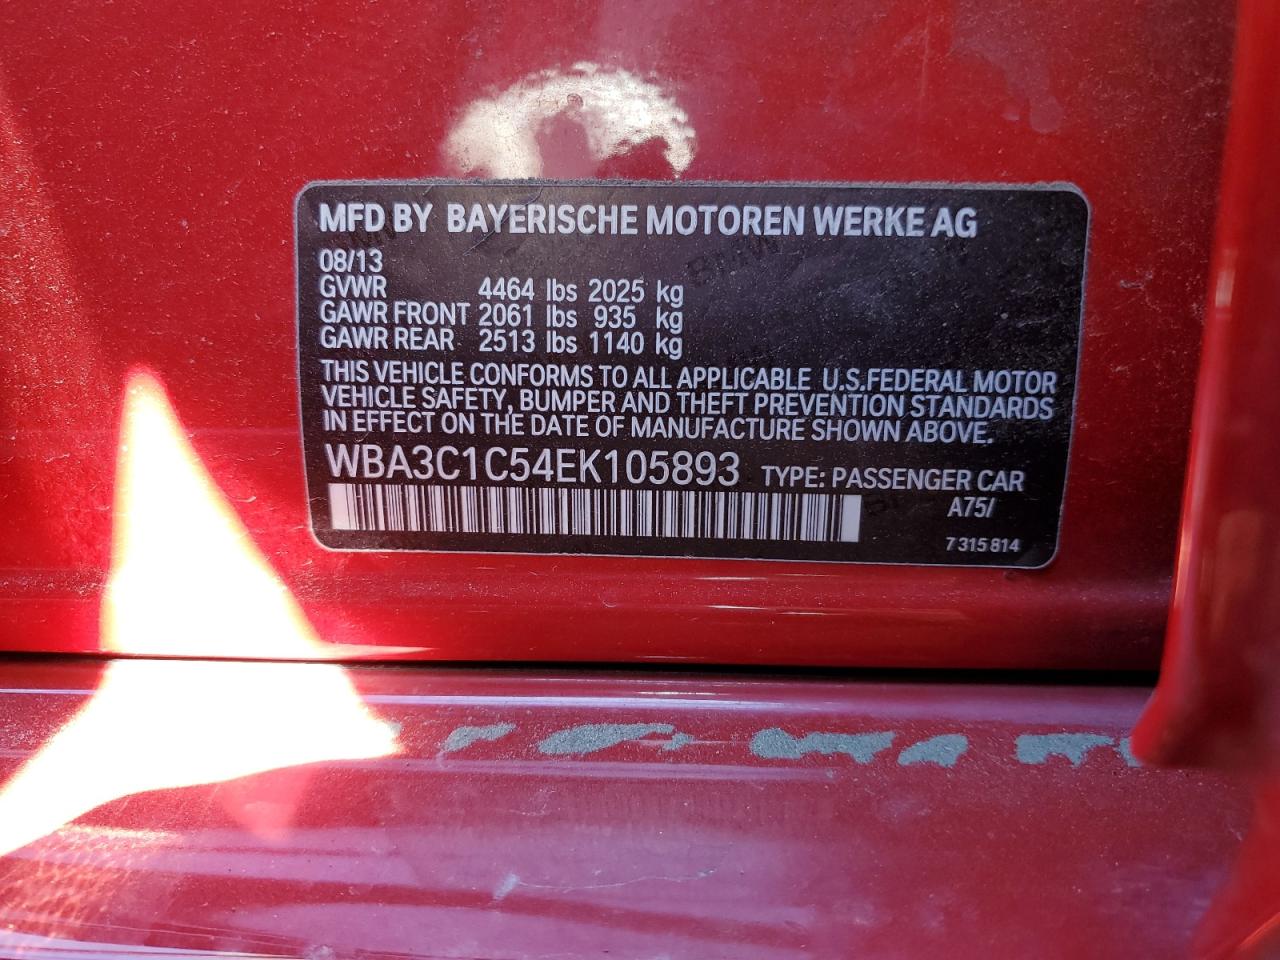 MFD BY BAYERISCHE MOTOREN WERKE AG
08/13
GVWR 4464 lbs 2025 kg
GAWR FRONT 2061 lbs 935 kg
GAWR REAR 2513 lbs 1140 kg
THIS VEHICLE CONFORMS TO ALL APPLICABLE U.S.FEDERAL MOTOR
VEHICLE SAFETY, BUMPER AND THEFT PREVENTION STANDARDS
IN EFFECT ON THE DATE OF MANUFACTURE SHOWN ABOVE.
WBA3C1C54EK105893 TYPE: PASSENGER CAR
A75/
7 315 814